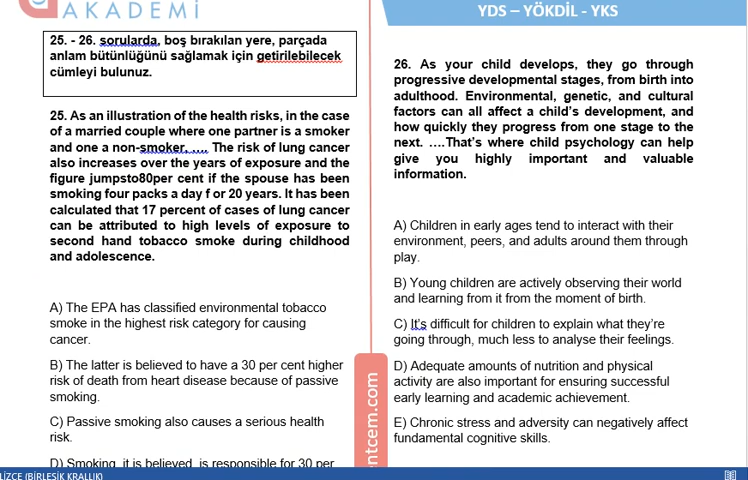 AKADEMİ
YDS – YÖKDİL - YKS
25. - 26. sorularda, boş bırakılan yere, parçada
anlam bütünlüğünü sağlamak için getirilebilecek
cümleyi bulunuz.
25. As an illustration of the health risks, in the case
of a married couple where one partner is a smoker
and one a non-smoker, …. The risk of lung cancer
also increases over the years of exposure and the
figure jumpsto80per cent if the spouse has been
smoking four packs a day f or 20 years. It has been
calculated that 17 percent of cases of lung cancer
can be attributed to high levels of exposure to
second hand tobacco smoke during childhood
and adolescence.
A) The EPA has classified environmental tobacco
smoke in the highest risk category for causing
cancer.
B) The latter is believed to have a 30 per cent higher
risk of death from heart disease because of passive
smoking.
C) Passive smoking also causes a serious health
risk.
D) Smoking, it is believed, is responsible for 30 per
26. As your child develops, they go through
progressive developmental stages, from birth into
adulthood. Environmental, genetic, and cultural
factors can all affect a child's development, and
how quickly they progress from one stage to the
next. ….That's where child psychology can help
give you highly important and valuable
information.
A) Children in early ages tend to interact with their
environment, peers, and adults around them through
play.
B) Young children are actively observing their world
and learning from it from the moment of birth.
C) It's difficult for children to explain what they're
going through, much less to analyse their feelings.
D) Adequate amounts of nutrition and physical
activity are also important for ensuring successful
early learning and academic achievement.
E) Chronic stress and adversity can negatively affect
fundamental cognitive skills.
ntcem.com
LİZCE (BİRLEŞİK KRALLIK)